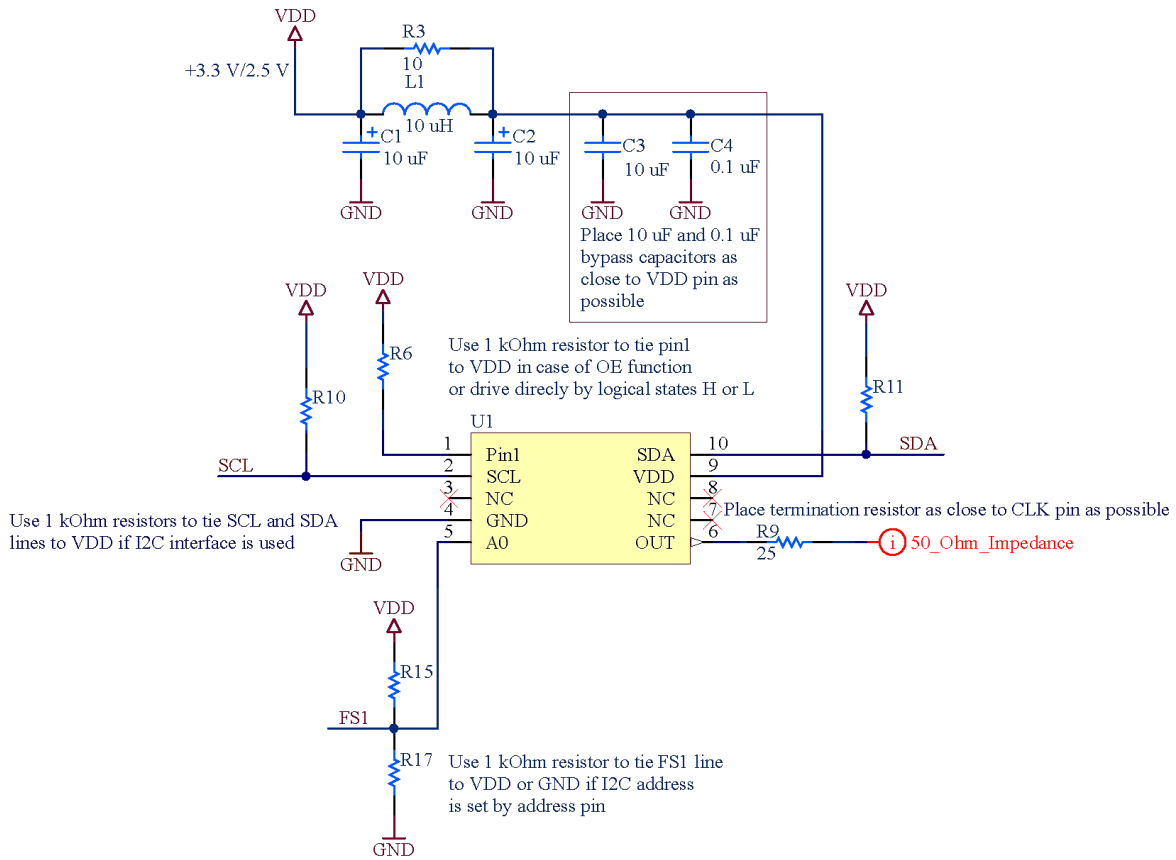 VDD
+3.3 V/2.5 V
R3
10
L1
10 uH
C1
10 uF
C2
10 uF
C3
10 uF
C4
0.1 uF
GND
GND
GND
GND
Place 10 uF and 0.1 uF
bypass capacitors as
close to VDD pin as
possible
VDD
VDD
VDD
R10
R6
R11
Use 1 kOhm resistor to tie pin1
to VDD in case of OE function
or drive direcly by logical states H or L
U1
1
2
3
4
5
Pin1
SCL
NC
GND
A0
SDA
VDD
NC
NC
OUT
10
9
8
7
6
SCL
SDA
Use 1 kOhm resistors to tie SCL and SDA
lines to VDD if I2C interface is used
GND
Place termination resistor as close to CLK pin as possible
R9
25
i
50_Ohm_Impedance
VDD
R15
FS1
R17
GND
Use 1 kOhm resistor to tie FS1 line
to VDD or GND if I2C address
is set by address pin